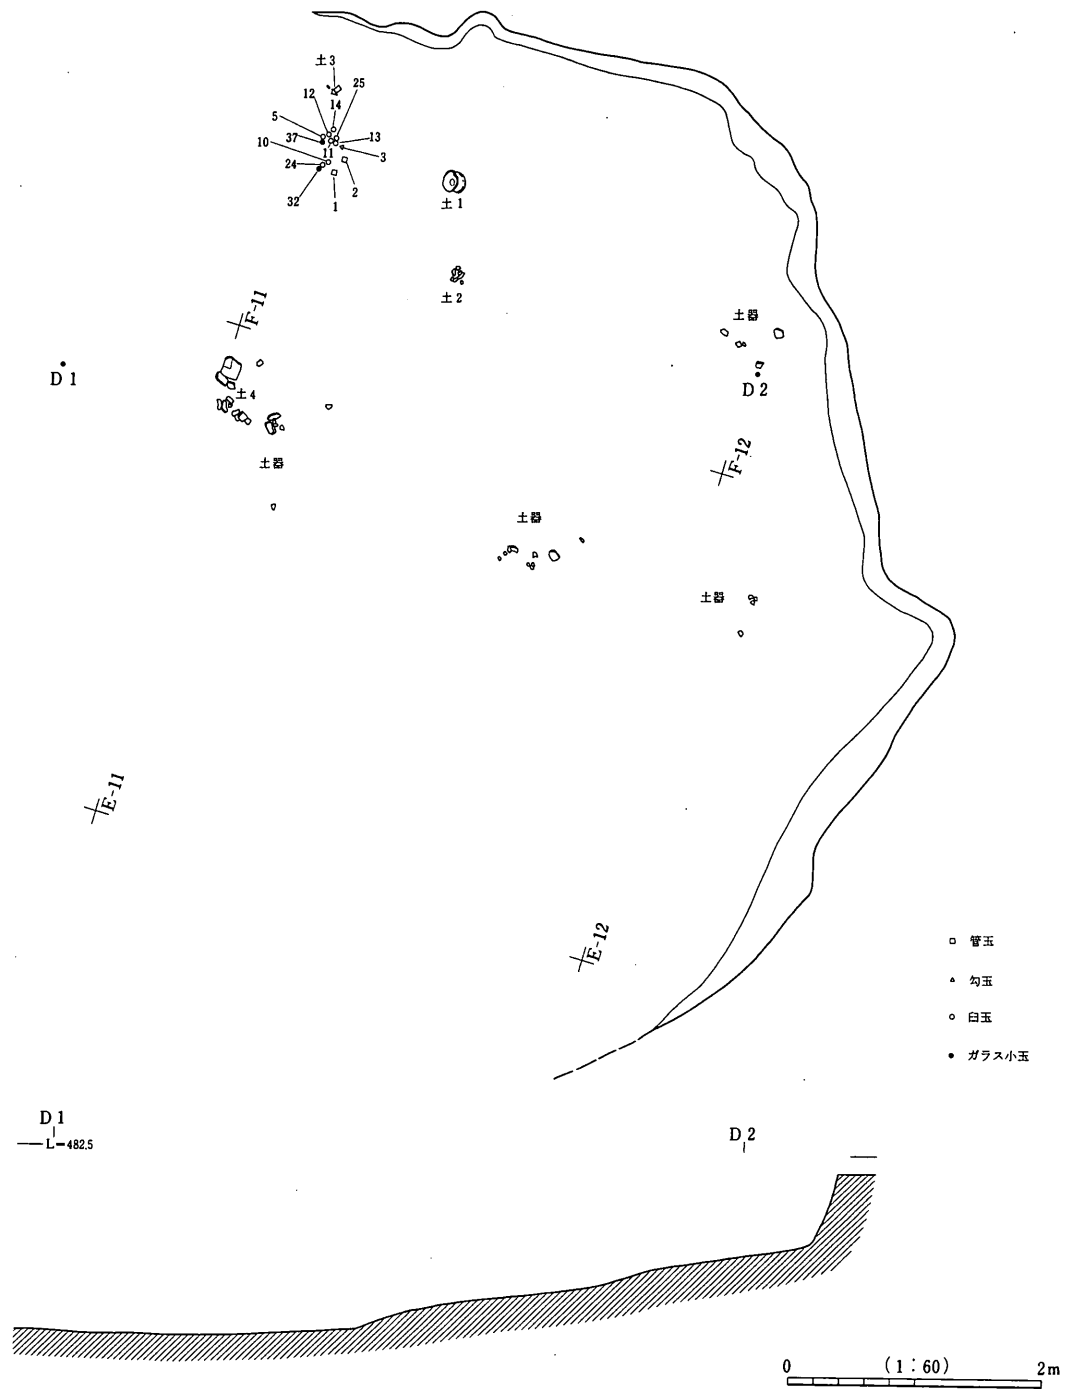 土3
25
12
14
5
37
13
10
11
3
24
2
32
1
土1
土2
F-11
土器
D1
D2
土4
F-12
土器
土器
土器
E-11
E-12
管玉
勾玉
臼玉
ガラス小玉
D1
L=482.5
D2
0 (1:60) 2m